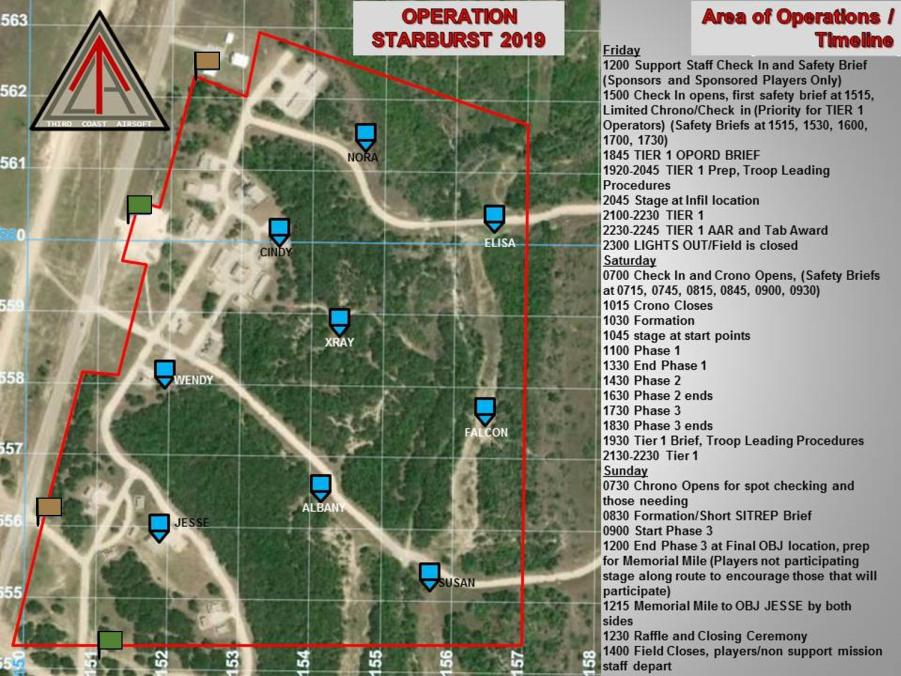 OPERATION
STARBURST 2019
Area of Operations /
Timeline
THIRD COAST AIRSOFT
563
562
561
580
559
558
557
556
555
55
150
151
152
153
154
155
156
157
158
NORA
ELISA
CINDY
XRAY
WENDY
FALCON
ALBANY
JESSE
SUSAN
Friday
1200 Support Staff Check In and Safety Brief
(Sponsors and Sponsored Players Only)
1500 Check In opens, first safety brief at 1515,
Limited Chrono/Check in (Priority for TIER 1
Operators) (Safety Briefs at 1515, 1530, 1600,
1700, 1730)
1845 TIER 1 OPORD BRIEF
1920-2045 TIER 1 Prep, Troop Leading
Procedures
2045 Stage at Infil location
2100-2230 TIER 1
2230-2245 TIER 1 AAR and Tab Award
2300 LIGHTS OUT/Field is closed
Saturday
0700 Check In and Crono Opens, (Safety Briefs
at 0715, 0745, 0815, 0845, 0900, 0930)
1015 Crono Closes
1030 Formation
1045 stage at start points
1100 Phase 1
1330 End Phase 1
1430 Phase 2
1630 Phase 2 ends
1730 Phase 3
1830 Phase 3 ends
1930 Tier 1 Brief, Troop Leading Procedures
2130-2230 Tier 1
Sunday
0730 Chrono Opens for spot checking and
those needing
0830 Formation/Short SITREP Brief
0900 Start Phase 3
1200 End Phase 3 at Final OBJ location, prep
for Memorial Mile (Players not participating
stage along route to encourage those that will
participate)
1215 Memorial Mile to OBJ JESSE by both
sides
1230 Raffle and Closing Ceremony
1400 Field Closes, players/non support mission
staff depart